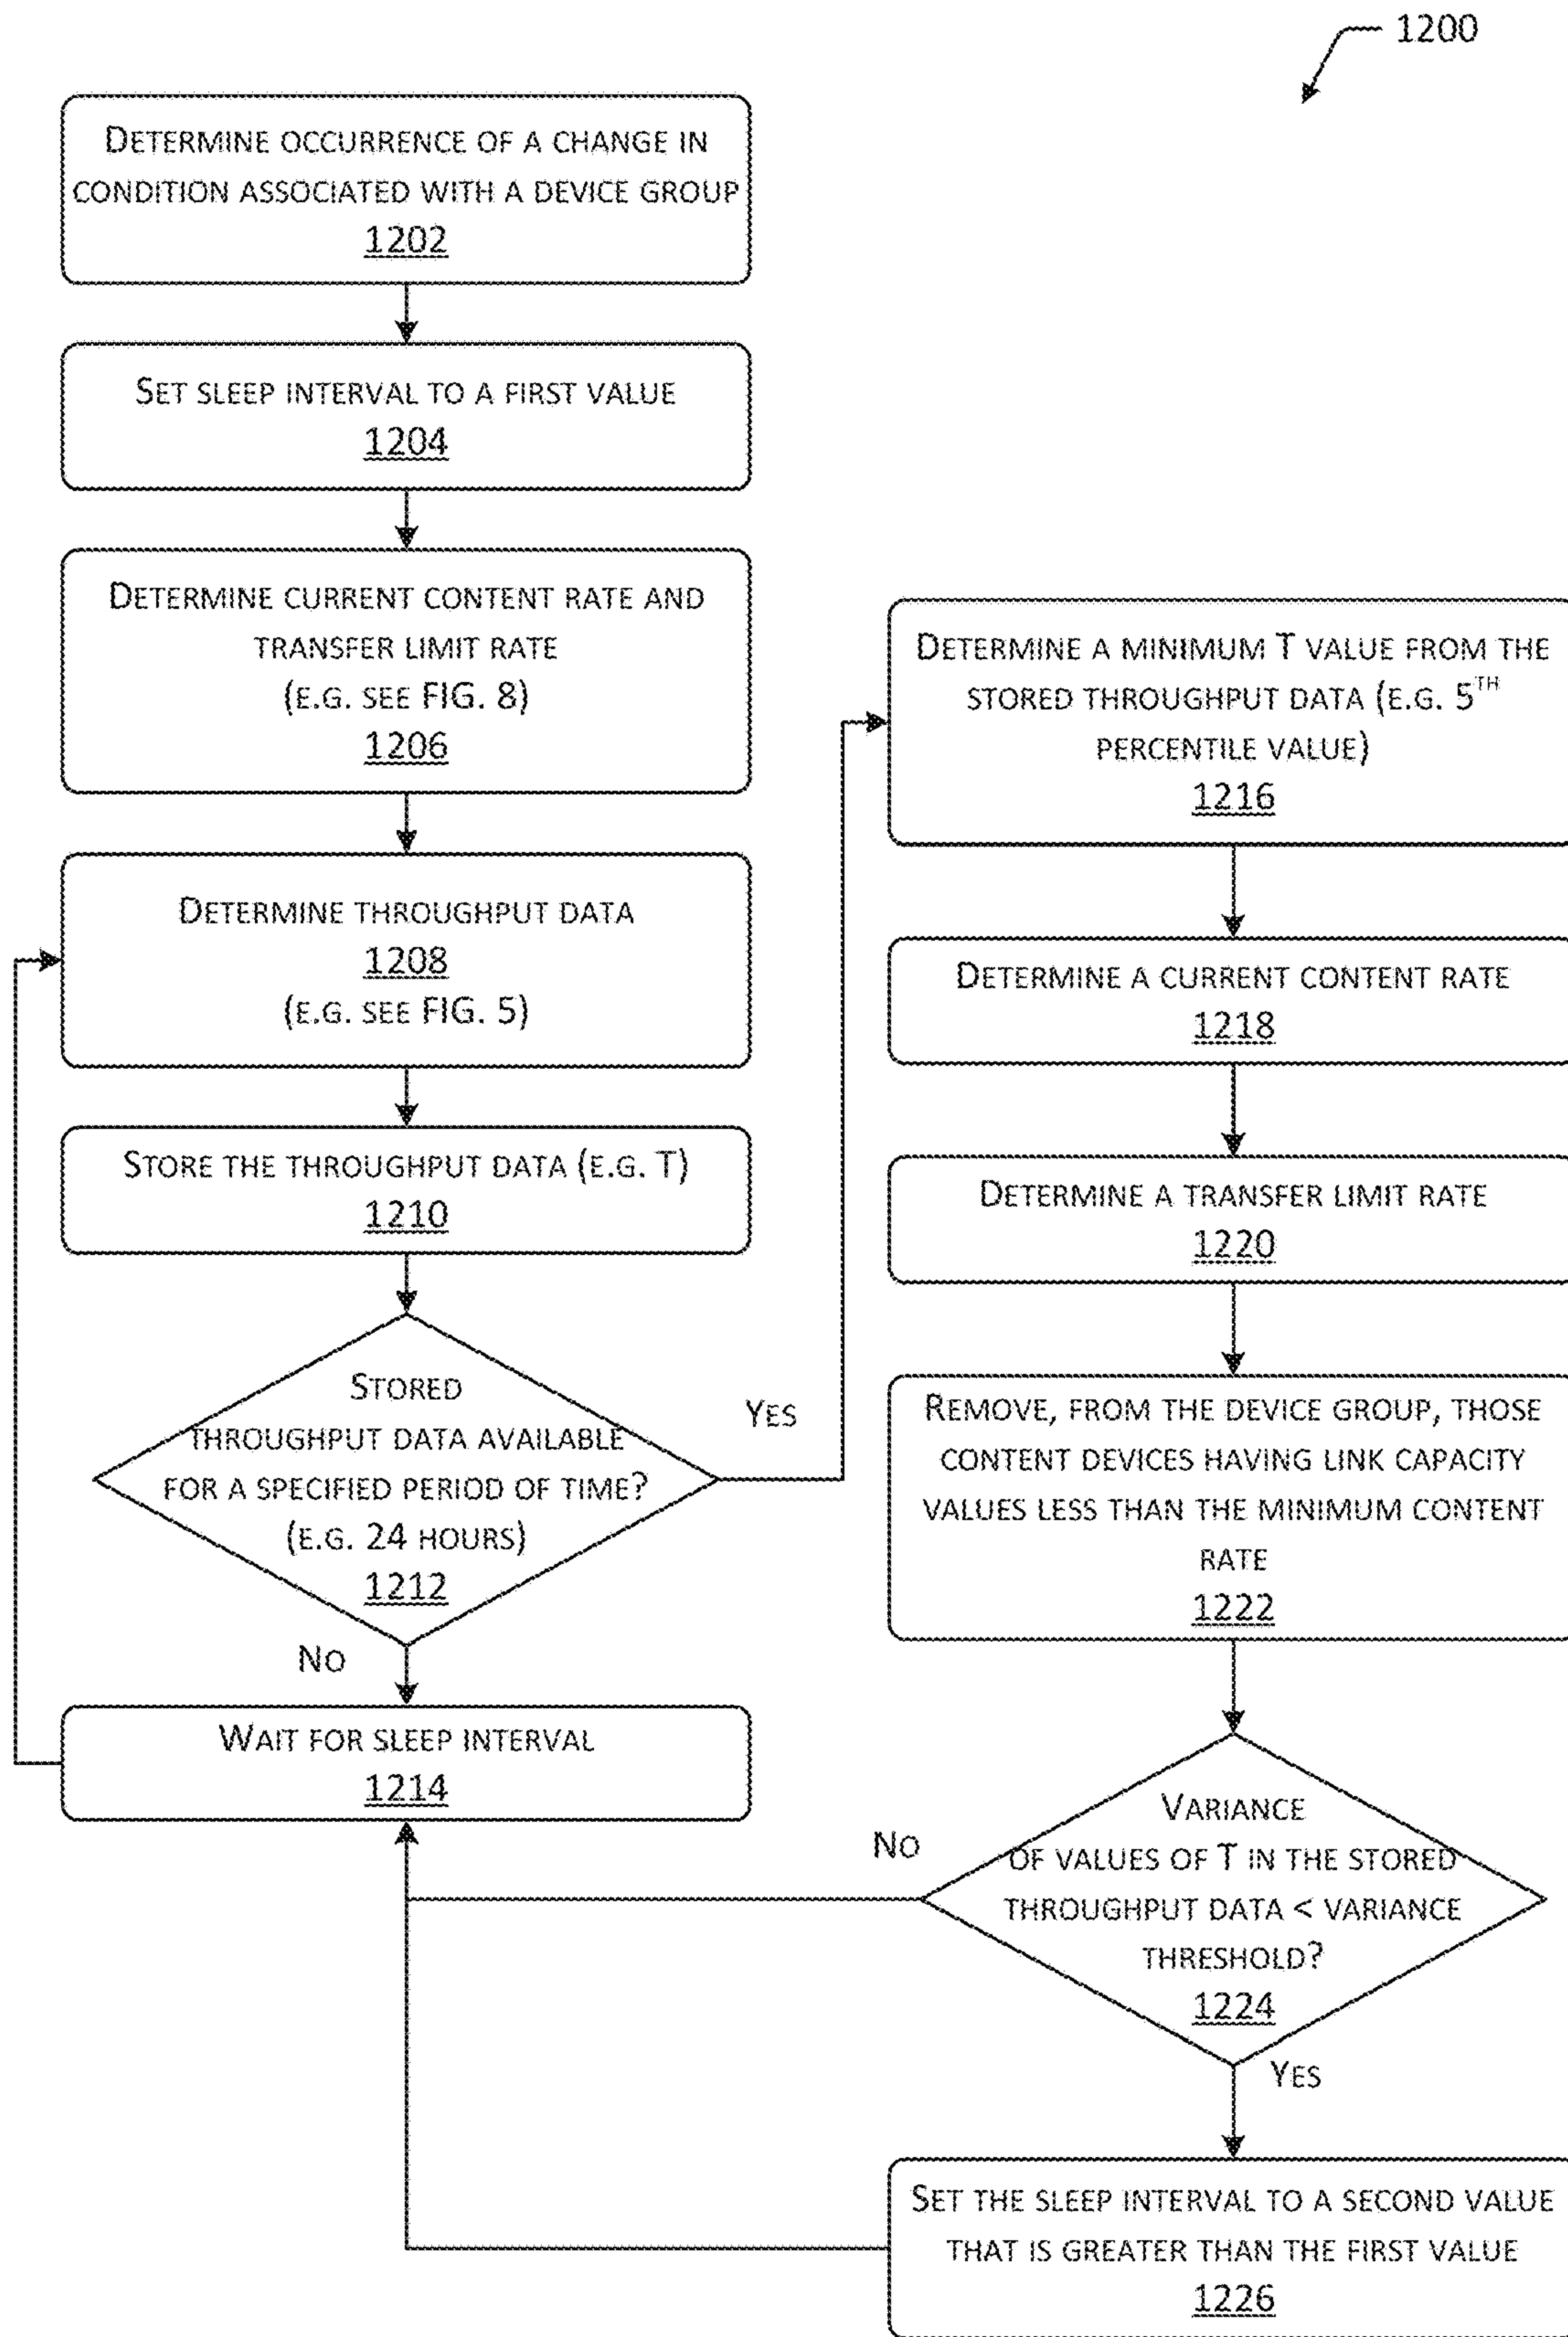 1200
DETERMINE OCCURRENCE OF A CHANGE IN
CONDITION ASSOCIATED WITH A DEVICE GROUP
1202
SET SLEEP INTERVAL TO A FIRST VALUE
1204
DETERMINE CURRENT CONTENT RATE AND
TRANSFER LIMIT RATE
(E.G. SEE FIG. 8)
1206
DETERMINE THROUGHPUT DATA
1208
(E.G. SEE FIG. 5)
STORE THE THROUGHPUT DATA (E.G. T)
1210
STORED
THROUGHPUT DATA AVAILABLE
FOR A SPECIFIED PERIOD OF TIME?
(E.G. 24 HOURS)
1212
YES
NO
WAIT FOR SLEEP INTERVAL
1214
DETERMINE A MINIMUM T VALUE FROM THE
STORED THROUGHPUT DATA (E.G. 5TH
PERCENTILE VALUE)
1216
DETERMINE A CURRENT CONTENT RATE
1218
DETERMINE A TRANSFER LIMIT RATE
1220
REMOVE, FROM THE DEVICE GROUP, THOSE
CONTENT DEVICES HAVING LINK CAPACITY
VALUES LESS THAN THE MINIMUM CONTENT
RATE
1222
VARIANCE
OF VALUES OF T IN THE STORED
THROUGHPUT DATA < VARIANCE
THRESHOLD?
1224
NO
YES
SET THE SLEEP INTERVAL TO A SECOND VALUE
THAT IS GREATER THAN THE FIRST VALUE
1226